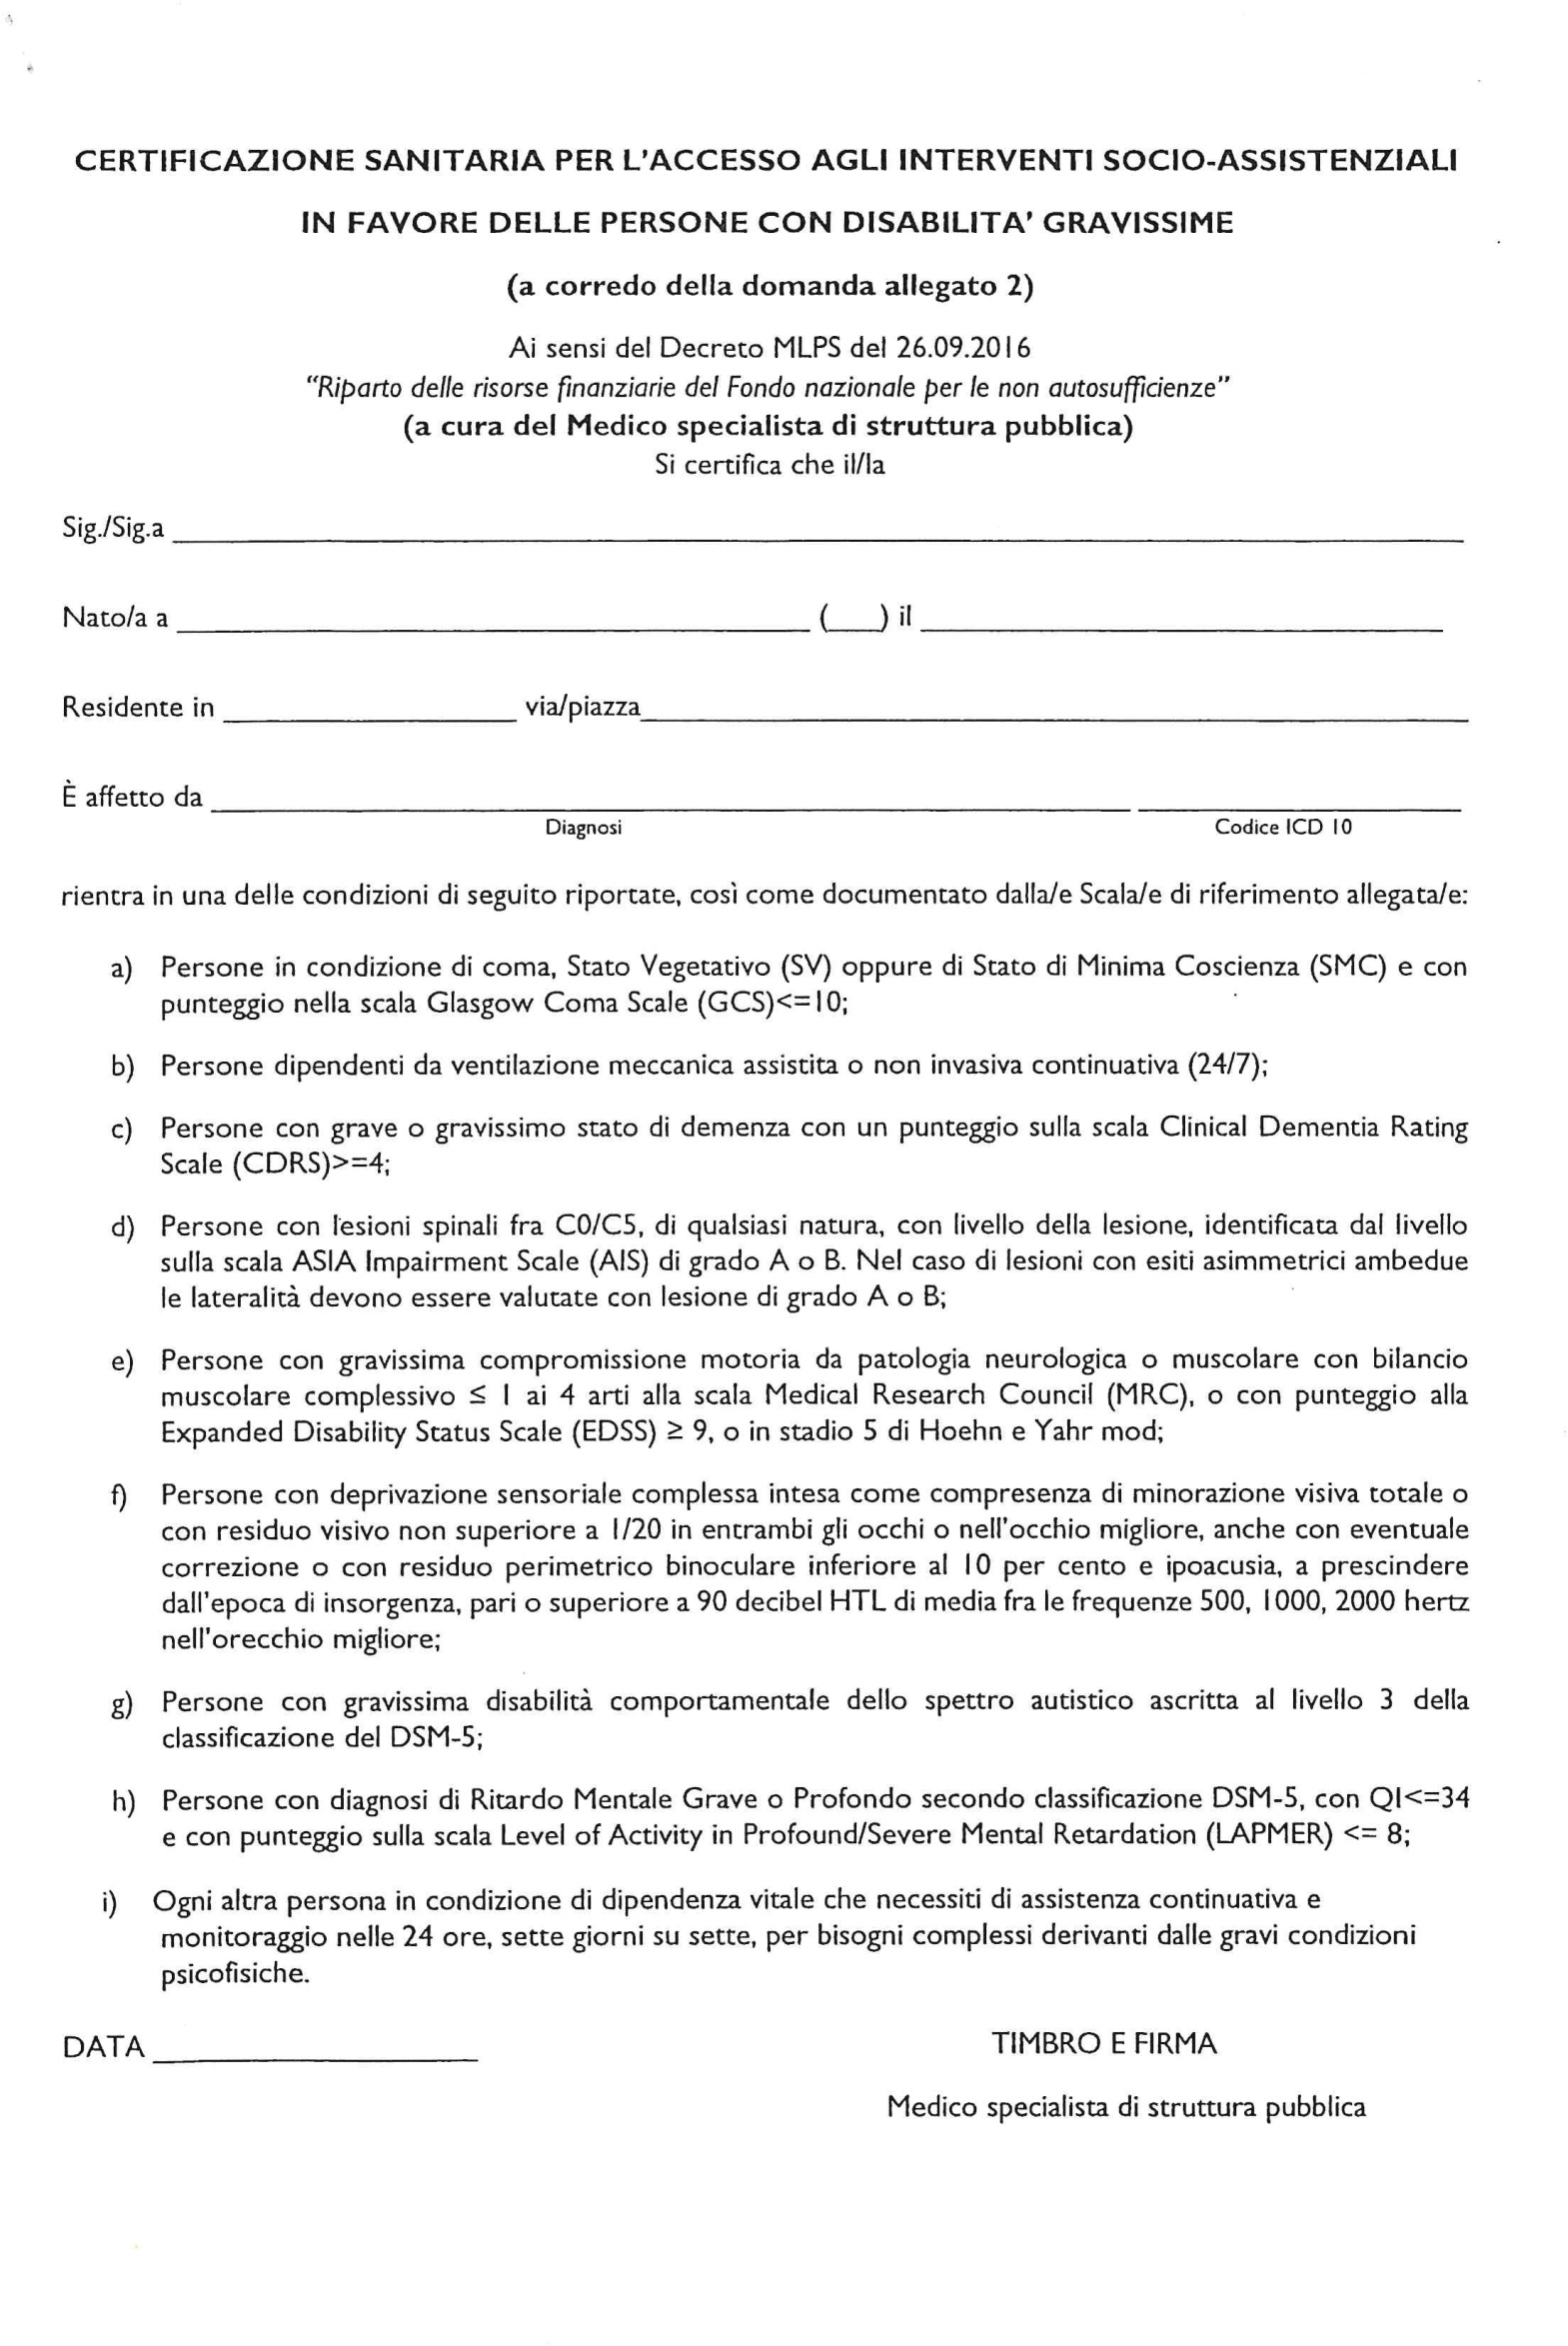 CERTIFICAZIONE SANITARIA PER L'ACCESSO AGLI INTERVENTI SOCIO-ASSISTENZIALI
IN FAVORE DELLE PERSONE CON DISABILITA' GRAVISSIME
(a corredo della domanda allegato 2)
Ai sensi del Decreto MLPS del 26.09.2016
"Riparto delle risorse finanziarie del Fondo nazionale per le non autosufficienze"
(a cura del Medico specialista di struttura pubblica)
Si certifica che il/la
Sig./Sig.a ____
Nato/a a ____ (__) il ____
Residente in ____ via/piazza____
È affetto da ____ ____
Diagnosi Codice ICD 10
rientra in una delle condizioni di seguito riportate, così come documentato dalla/e Scala/e di riferimento allegata/e:
a) Persone in condizione di coma, Stato Vegetativo (SV) oppure di Stato di Minima Coscienza (SMC) e con
punteggio nella scala Glasgow Coma Scale (GCS)<=10;
b) Persone dipendenti da ventilazione meccanica assistita o non invasiva continuativa (24/7);
c) Persone con grave o gravissimo stato di demenza con un punteggio sulla scala Clinical Dementia Rating
Scale (CDRS)>=4;
d) Persone con lesioni spinali fra C0/C5, di qualsiasi natura, con livello della lesione, identificata dal livello
sulla scala ASIA Impairment Scale (AIS) di grado A o B. Nel caso di lesioni con esiti asimmetrici ambedue
le lateralità devono essere valutate con lesione di grado A o B;
e) Persone con gravissima compromissione motoria da patologia neurologica o muscolare con bilancio
muscolare complessivo ≤ 1 ai 4 arti alla scala Medical Research Council (MRC), o con punteggio alla
Expanded Disability Status Scale (EDSS) ≥ 9, o in stadio 5 di Hoehn e Yahr mod;
f) Persone con deprivazione sensoriale complessa intesa come compresenza di minorazione visiva totale o
con residuo visivo non superiore a 1/20 in entrambi gli occhi o nell'occhio migliore, anche con eventuale
correzione o con residuo perimetrico binoculare inferiore al 10 per cento e ipoacusia, a prescindere
dall'epoca di insorgenza, pari o superiore a 90 decibel HTL di media fra le frequenze 500, 1000, 2000 hertz
nell'orecchio migliore;
g) Persone con gravissima disabilità comportamentale dello spettro autistico ascritta al livello 3 della
classificazione del DSM-5;
h) Persone con diagnosi di Ritardo Mentale Grave o Profondo secondo classificazione DSM-5, con QI<=34
e con punteggio sulla scala Level of Activity in Profound/Severe Mental Retardation (LAPMER) <= 8;
i) Ogni altra persona in condizione di dipendenza vitale che necessiti di assistenza continuativa e
monitoraggio nelle 24 ore, sette giorni su sette, per bisogni complessi derivanti dalle gravi condizioni
psicofisiche.
DATA ____ TIMBRO E FIRMA
Medico specialista di struttura pubblica